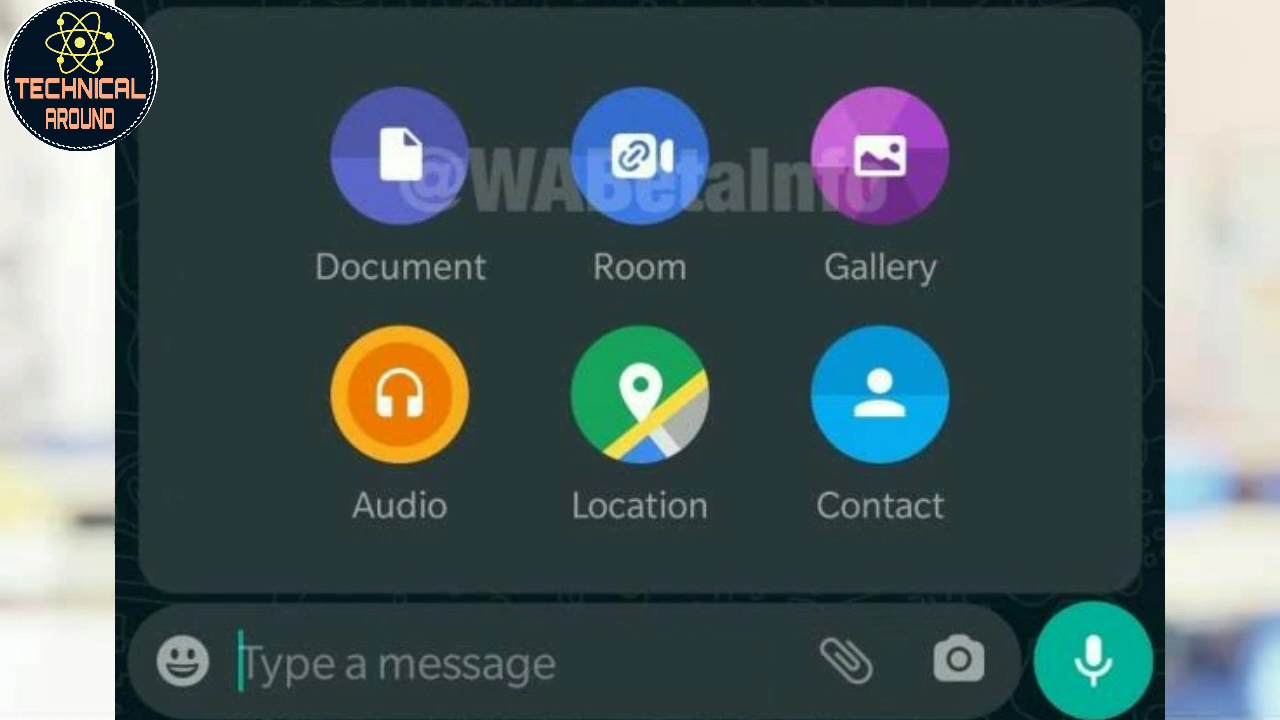 TECHNICAL
AROUND
@WABetaInfo
Document Room Gallery
Audio Location Contact
Type a message